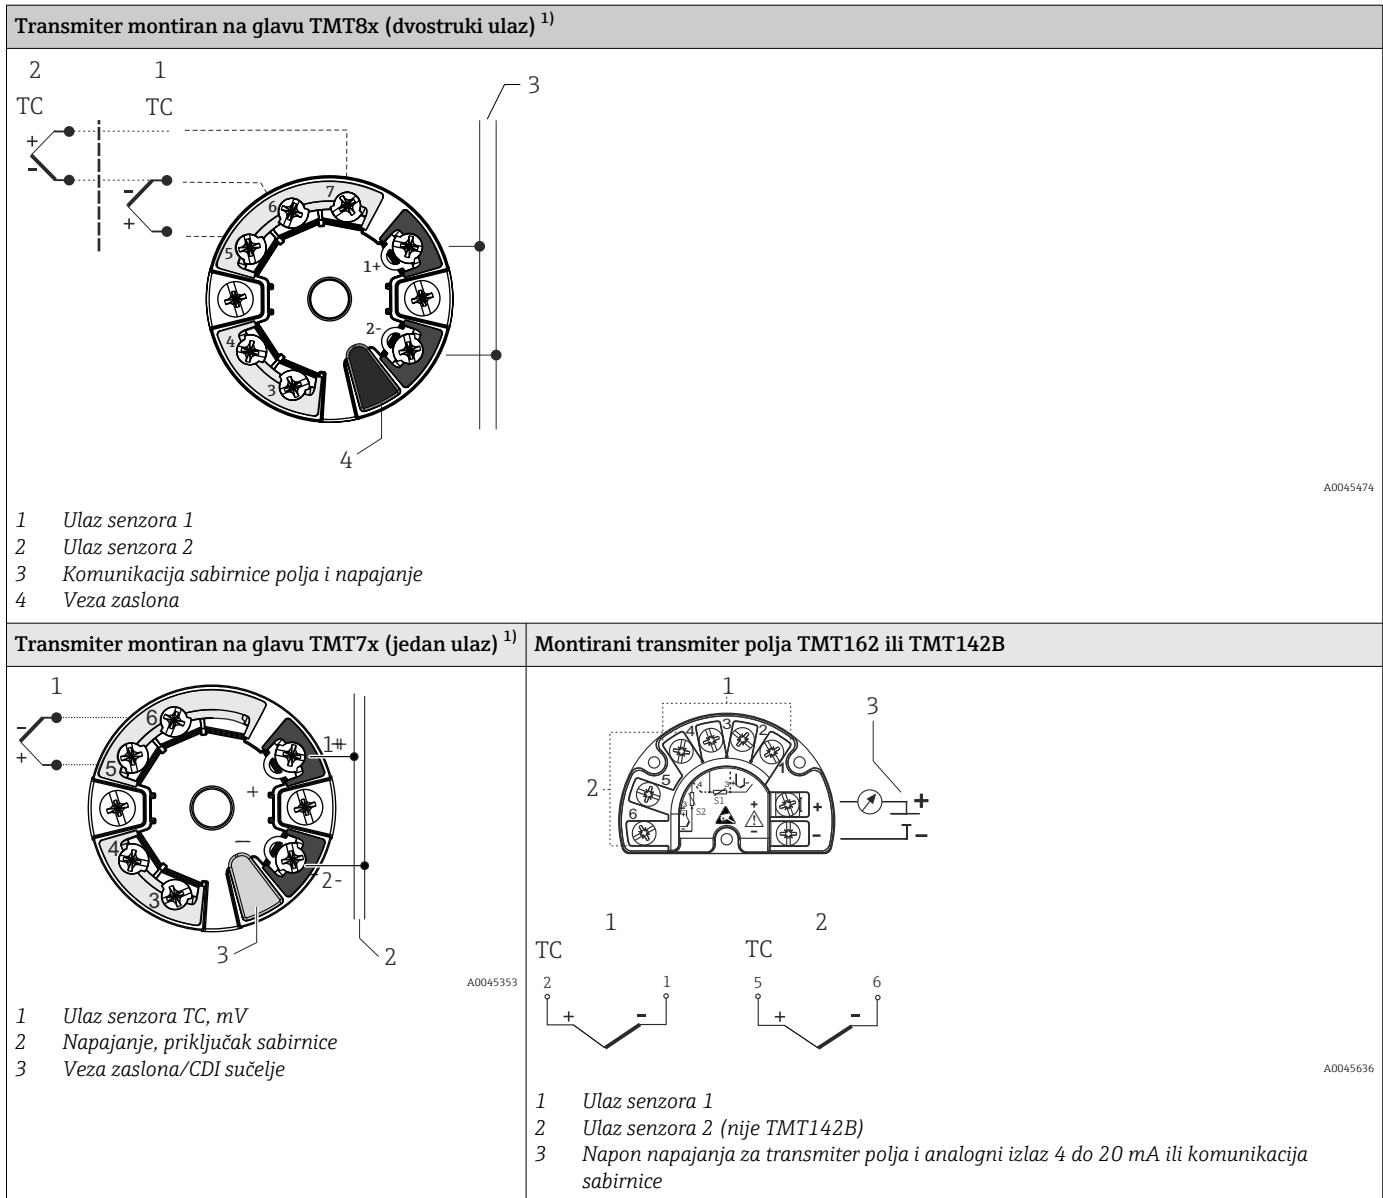 Transmiter montiran na glavu TMT8x (dvostruki ulaz) 1)
2 1
TC TC
3
+
-
-
+
7
6
5
1+
2-
4
3
4
A0045474
1 Ulaz senzora 1
2 Ulaz senzora 2
3 Komunikacija sabirnice polja i napajanje
4 Veza zaslona
Transmiter montiran na glavu TMT7x (jedan ulaz) 1)
1
-
+
6
5
1+
+
-
4
3
2-
3
2
A0045353
1 Ulaz senzora TC, mV
2 Napajanje, priključak sabirnice
3 Veza zaslona/CDI sučelje
Montirani transmiter polja TMT162 ili TMT142B
1
3
4 3 2
1
2
5
6
S1
S2
+
-
+
-
+
-
1 2
TC TC
2 1 5 6
+ - + -
A0045636
1 Ulaz senzora 1
2 Ulaz senzora 2 (nije TMT142B)
3 Napon napajanja za transmiter polja i analogni izlaz 4 do 20 mA ili komunikacija
sabirnice